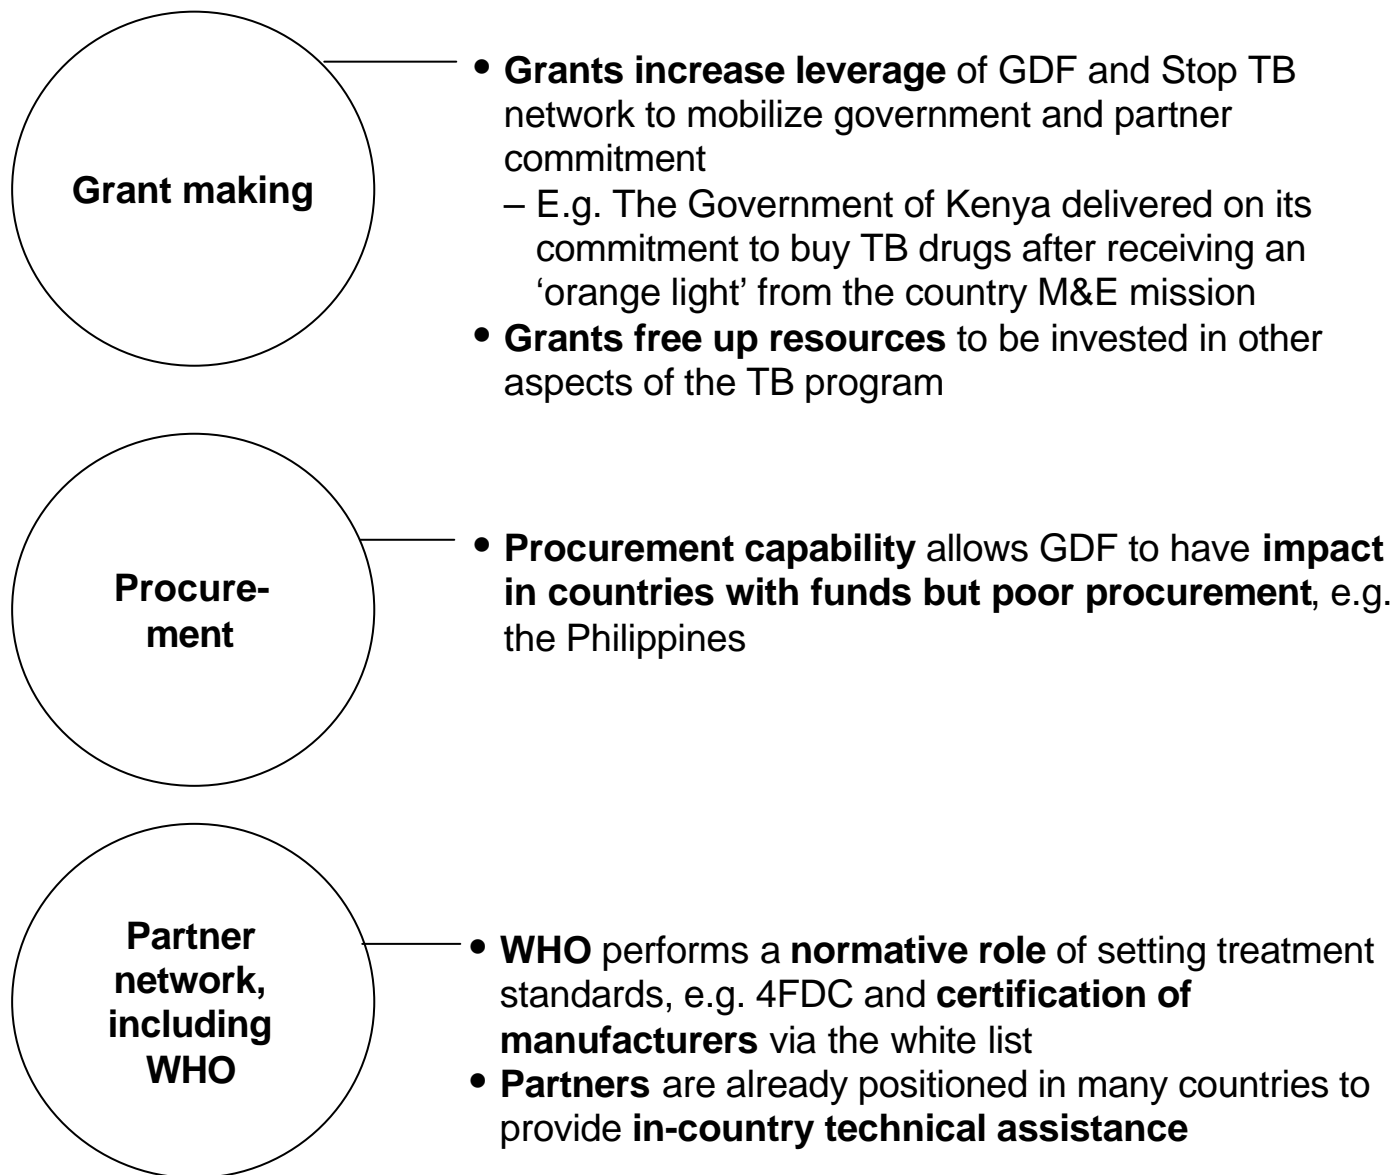 Grant making
• Grants increase leverage of GDF and Stop TB
network to mobilize government and partner
commitment
– E.g. The Government of Kenya delivered on its
commitment to buy TB drugs after receiving an
‘orange light’ from the country M&E mission
• Grants free up resources to be invested in other
aspects of the TB program
Procure-
ment
• Procurement capability allows GDF to have impact
in countries with funds but poor procurement, e.g.
the Philippines
Partner
network,
including
WHO
• WHO performs a normative role of setting treatment
standards, e.g. 4FDC and certification of
manufacturers via the white list
• Partners are already positioned in many countries to
provide in-country technical assistance